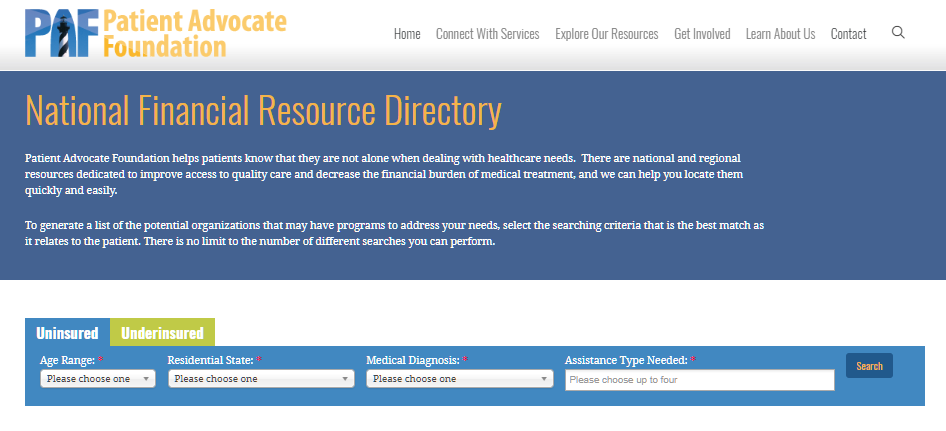 PAF Patient Advocate
Foundation
Home Connect With Services Explore Our Resources Get Involved Learn About Us Contact
National Financial Resource Directory
Patient Advocate Foundation helps patients know that they are not alone when dealing with healthcare needs.  There are national and regional
resources dedicated to improve access to quality care and decrease the financial burden of medical treatment, and we can help you locate them
quickly and easily.
To generate a list of the potential organizations that may have programs to address your needs, select the searching criteria that is the best match as
it relates to the patient. There is no limit to the number of different searches you can perform.
Uninsured Underinsured
Age Range: * Residential State: * Medical Diagnosis: * Assistance Type Needed: *
Please choose one Please choose one Please choose one Please choose up to four Search